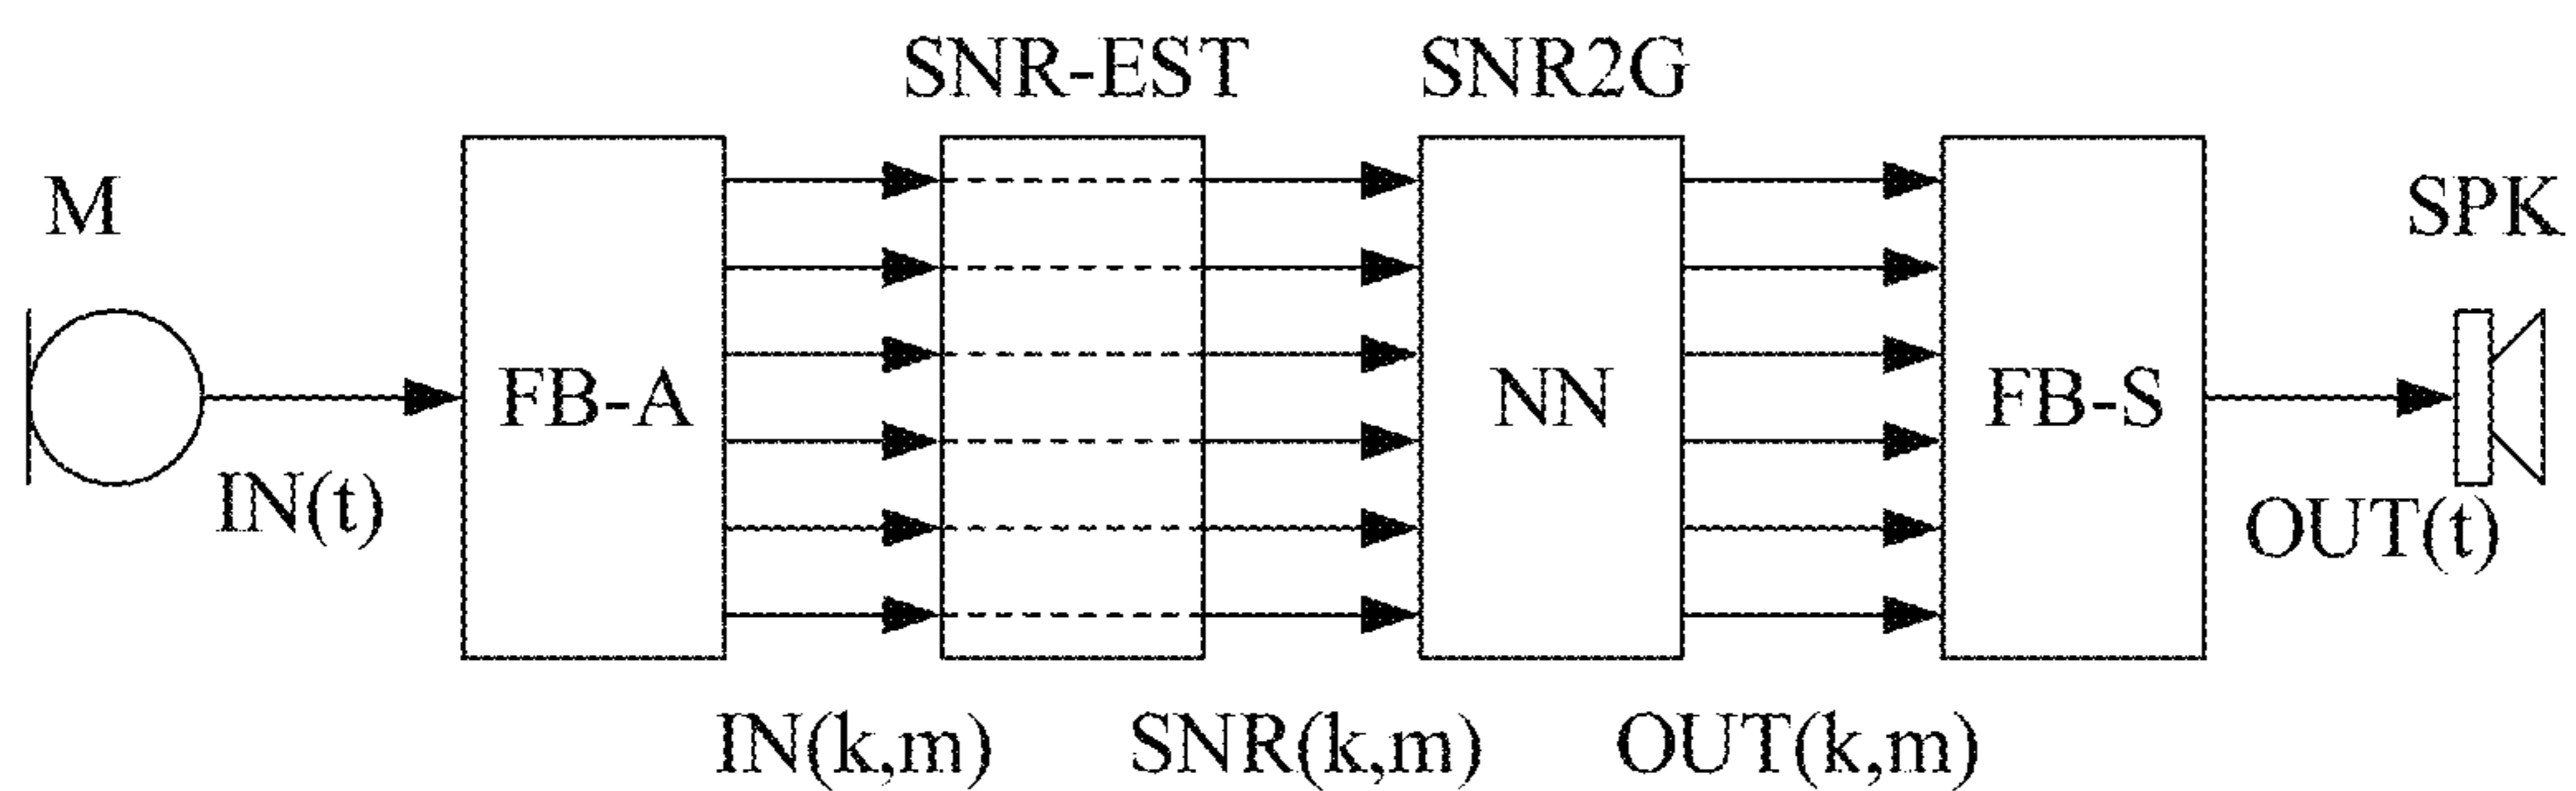 SNR-EST
SNR2G
M
SPK
FB-A
NN
FB-S
IN(t)
OUT(t)
IN(k,m)
SNR(k,m)
OUT(k,m)